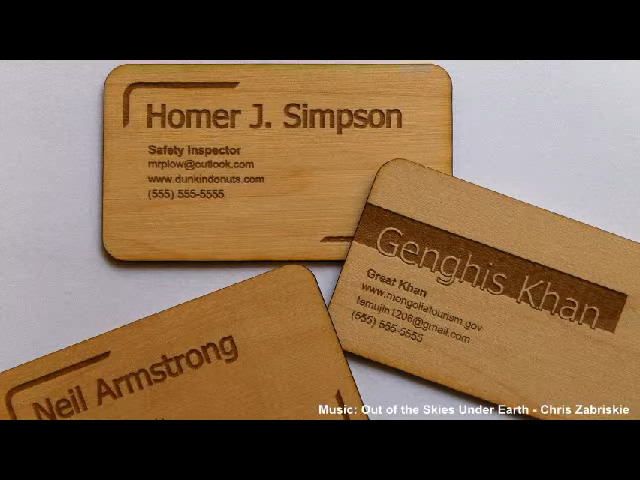 Homer J. Simpson
Safety Inspector
mrplow@outlook.com
www.dunkindonuts.com
(555) 555-5555
Genghis Khan
Great Khan
www.mongoliatourism.gov
temujin1206@gmail.com
(555) 555-5555
Neil Armstrong
Music: Out of the Skies Under Earth - Chris Zabriskie